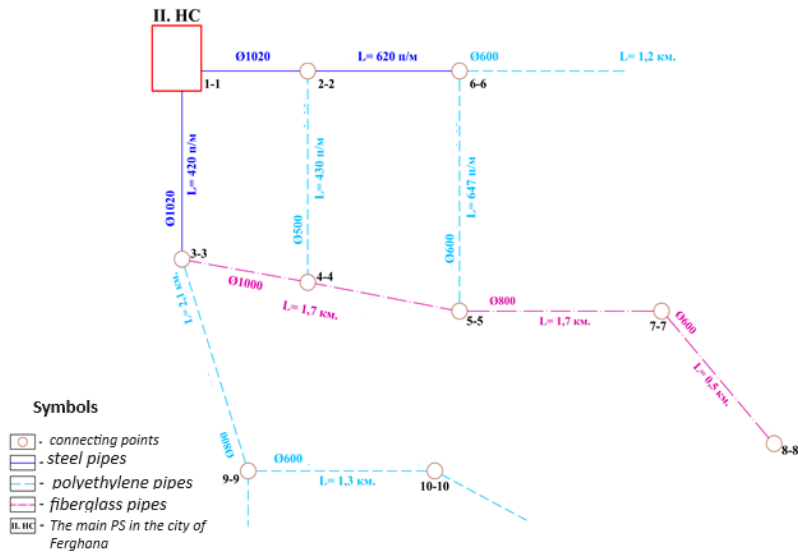 II. НС
Ø1020
L= 620 п/м
Ø600
L= 1,2 км.
1-1
2-2
6-6
L= 420 п/м
Ø1020
L= 430 п/м
Ø500
L= 647 п/м
Ø600
3-3
Ø1000
4-4
L= 1,7 км.
5-5
Ø800
L= 1,7 км.
7-7
Ø600
L= 0,5 км.
8-8
L= 2,1 км.
Ø800
9-9
Ø600
L= 1,3 км.
10-10
Symbols
- connecting points
- steel pipes
- polyethylene pipes
- fiberglass pipes
II. НС - The main PS in the city of
Ferghana